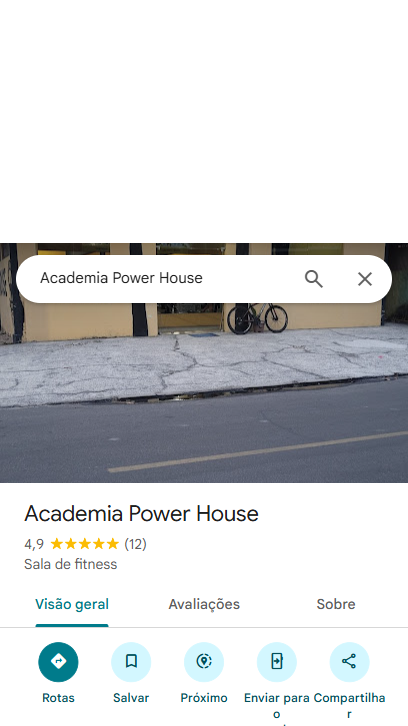 Academia Power House
Academia Power House
4,9 ★★★★★ (12)
Sala de fitness
Visão geral Avaliações Sobre
Rotas Salvar Próximo Enviar para o Compartilhar